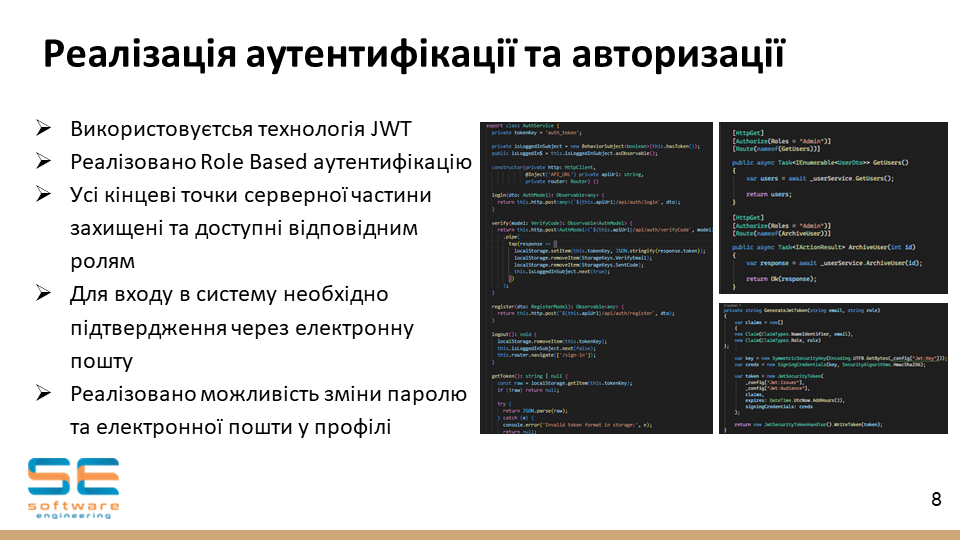 Реалізація аутентифікації та авторизації
➢ Використовуєтсья технологія JWT
➢ Реалізовано Role Based аутентифікацію
➢ Усі кінцеві точки серверної частини
захищені та доступні відповідним
ролям
➢ Для входу в систему необхідно
підтвердження через електронну
пошту
➢ Реалізовано можливість зміни паролю
та електронної пошти у профілі
export class AuthService {
private tokenKey = 'auth_token';
private isLoggedInSubject = new BehaviorSubject<boolean>(this.hasToken());
public isLoggedIn$ = this.isLoggedInSubject.asObservable();
constructor(private http: HttpClient,
@Inject('API_URL') private apiUrl: string,
private router: Router) {}
login(dto: AuthModel): Observable<any> {
return this.http.post<any>(`${this.apiUrl}/api/auth/login`, dto);
}
verify(model: VerifyCode): Observable<AuthModel> {
return this.http.post<AuthModel>(`${this.apiUrl}/api/auth/verifyCode`, model
.pipe(
tap(response => {
localStorage.setItem(this.tokenKey, JSON.stringify(response.token));
localStorage.removeItem(StorageKeys.VerifyEmail);
localStorage.removeItem(StorageKeys.SentCode);
this.isLoggedInSubject.next(true);
})
);
}
register(dto: RegisterModel): Observable<any> {
return this.http.post(`${this.apiUrl}/api/auth/register`, dto);
}
logout(): void {
localStorage.removeItem(this.tokenKey);
this.isLoggedInSubject.next(false);
this.router.navigate(['/sign-in']);
}
getToken(): string | null {
const raw = localStorage.getItem(this.tokenKey);
if (!raw) return null;
try {
return JSON.parse(raw);
} catch (e) {
console.error('Invalid token format in storage:', e);
return null;
[HttpGet]
[Authorize(Roles = "Admin")]
[Route(nameof(GetUsers))]
public async Task<IEnumerable<UserDto>> GetUsers()
{
var users = await _userService.GetUsers();
return users;
}
[HttpGet]
[Authorize(Roles = "Admin")]
[Route(nameof(ArchiveUser))]
public async Task<IActionResult> ArchiveUser(int id)
{
var response = await _userService.ArchiveUser(id);
return Ok(response);
}
private string GenerateJwtToken(string email, string role)
{
var claims = new[]
{
new Claim(ClaimTypes.NameIdentifier, email),
new Claim(ClaimTypes.Role, role)
};
var key = new SymmetricSecurityKey(Encoding.UTF8.GetBytes(_config["Jwt:Key"]));
var creds = new SigningCredentials(key, SecurityAlgorithms.HmacSha256);
var token = new JwtSecurityToken(
_config["Jwt:Issuer"],
_config["Jwt:Audience"],
claims,
expires: DateTime.UtcNow.AddHours(2),
signingCredentials: creds
);
return new JwtSecurityTokenHandler().WriteToken(token);
}
SE
software
engineering
8